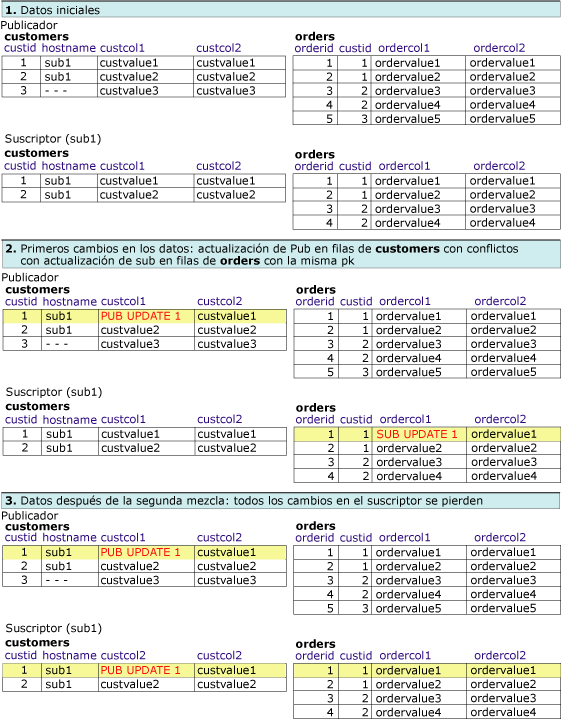 1. Datos iniciales
Publicador
customers orders
custid hostname custcol1 custcol2 orderid custid ordercol1 ordercol2
1 sub1 custvalue1 custvalue1 1 1 ordervalue1 ordervalue1
2 sub1 custvalue2 custvalue2 2 1 ordervalue2 ordervalue2
3 - - - custvalue3 custvalue3 3 2 ordervalue3 ordervalue3
4 2 ordervalue4 ordervalue4
5 3 ordervalue5 ordervalue5
Suscriptor (sub1)
customers orders
custid hostname custcol1 custcol2 orderid custid ordercol1 ordercol2
1 sub1 custvalue1 custvalue1 1 1 ordervalue1 ordervalue1
2 sub1 custvalue2 custvalue2 2 1 ordervalue2 ordervalue2
3 2 ordervalue3 ordervalue3
4 2 ordervalue4 ordervalue4
2. Primeros cambios en los datos: actualización de Pub en filas de customers con conflictos
con actualización de sub en filas de orders con la misma pk
Publicador
customers orders
custid hostname custcol1 custcol2 orderid custid ordercol1 ordercol2
1 sub1 PUB UPDATE 1 custvalue1 1 1 ordervalue1 ordervalue1
2 sub1 custvalue2 custvalue2 2 1 ordervalue2 ordervalue2
3 - - - custvalue3 custvalue3 3 2 ordervalue3 ordervalue3
4 2 ordervalue4 ordervalue4
5 3 ordervalue5 ordervalue5
Suscriptor (sub1)
customers orders
custid hostname custcol1 custcol2 orderid custid ordercol1 ordercol2
1 sub1 custvalue1 custvalue1 1 1 SUB UPDATE 1 ordervalue1
2 sub1 custvalue2 custvalue2 2 1 ordervalue2 ordervalue2
3 2 ordervalue3 ordervalue3
4 2 ordervalue4 ordervalue4
3. Datos después de la segunda mezcla: todos los cambios en el suscriptor se pierden
Publicador
customers orders
custid hostname custcol1 custcol2 orderid custid ordercol1 ordercol2
1 sub1 PUB UPDATE 1 custvalue1 1 1 ordervalue1 ordervalue1
2 sub1 custvalue2 custvalue2 2 1 ordervalue2 ordervalue2
3 - - - custvalue3 custvalue3 3 2 ordervalue3 ordervalue3
4 2 ordervalue4 ordervalue4
5 3 ordervalue5 ordervalue5
Suscriptor (sub1)
customers orders
custid hostname custcol2 custcol2 orderid custid ordercol1 ordercol2
1 sub1 PUB UPDATE 1 custvalue1 1 1 ordervalue1 ordervalue1
2 sub1 custvalue2 custvalue2 2 1 ordervalue2 ordervalue2
3 2 ordervalue3 ordervalue3
4 2 ordervalue4 ordervalue4